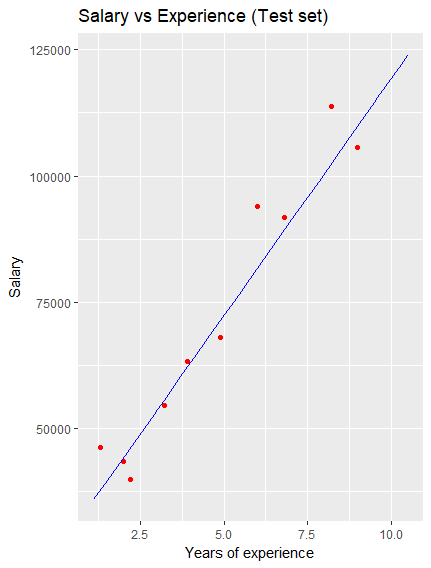 Salary vs Experience (Test set)
125000
100000
75000
50000
Salary
2.5 5.0 7.5 10.0
Years of experience